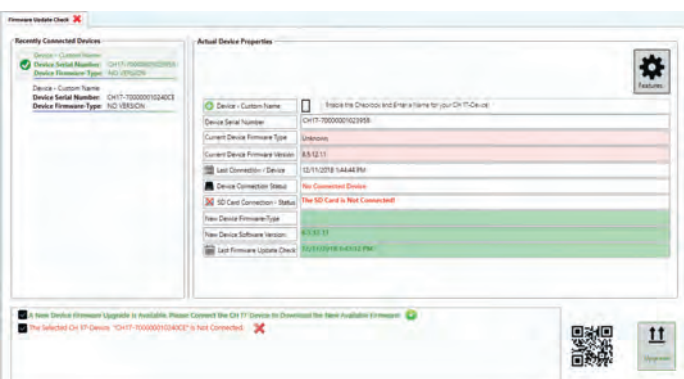 Firmware Update Check
Recently Connected Devices
Device - Custom Name
Device Serial Number: CH17-7000000102395B
Device Firmware-Type: NO VERSION
Device - Custom Name
Device Serial Number: CH17-700000010240CE
Device Firmware-Type: NO VERSION
Actual Device Properties
Features
Device - Custom Name
Enable the Checkbox and Enter a Name for your CH 17-Device
Device Serial Number
CH17-7000000102395B
Current Device Firmware Type
Unknown
Current Device Firmware Version
8.5.12.11
Last Connection / Device
12/11/2018 1:44:44 PM
Device Connection Status
No Connected Device
SD Card Connection - Status
The SD Card is Not Connected!
New Device Firmware-Type
New Device Software Version
Last Firmware Update Check
A New Device Firmware Upgrade is Available. Please Connect the CH 17 Device to Download the New Available Firmware!
The Selected CH 17-Device "CH17-700000010240CE" is Not Connected.
Upgrade